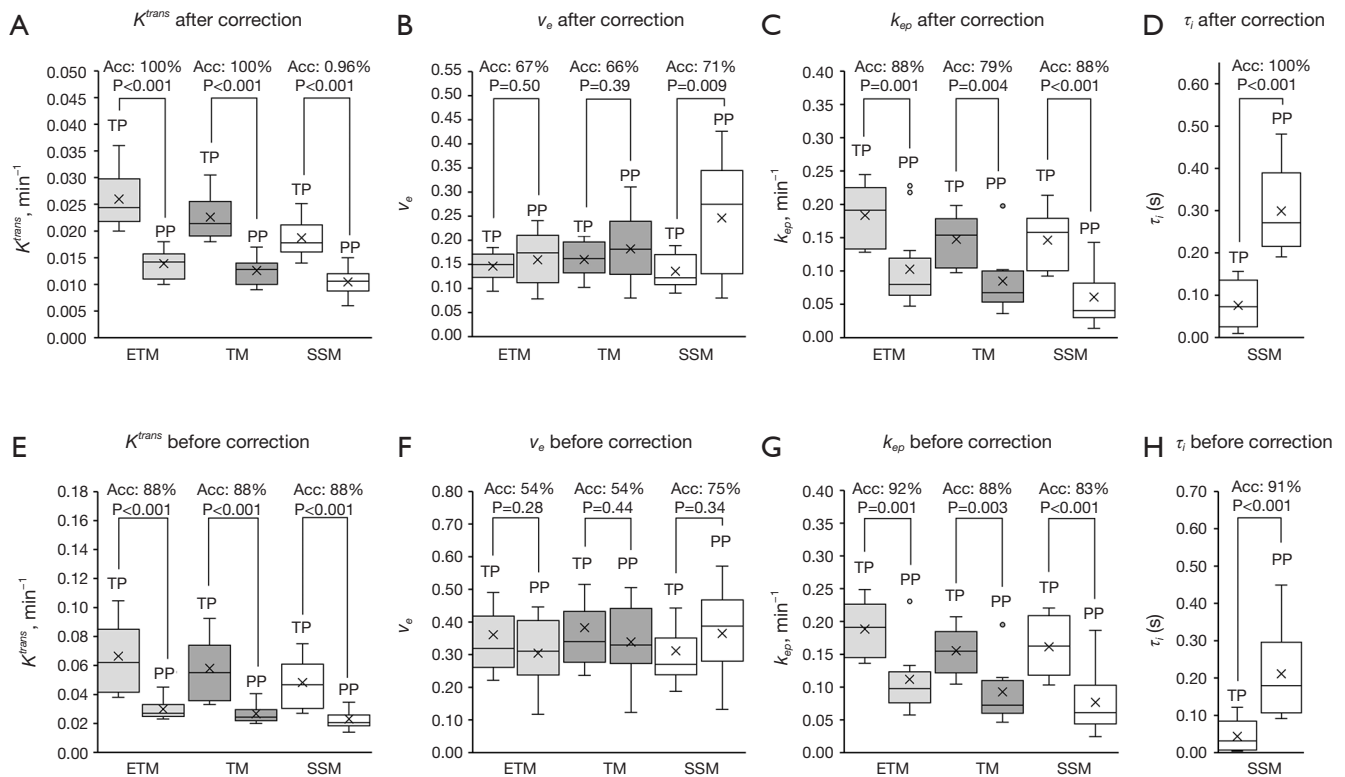 A
K^trans after correction
Acc: 100% Acc: 100% Acc: 0.96%
P<0.001 P<0.001 P<0.001
0.050
0.045
0.040
0.035
0.030
0.025
0.020
0.015
0.010
0.005
0.000
K^trans, min⁻¹
TP PP TP PP TP PP
ETM TM SSM
B
v_e after correction
Acc: 67% Acc: 66% Acc: 71%
P=0.50 P=0.39 P=0.009
0.55
0.50
0.45
0.40
0.35
0.30
0.25
0.20
0.15
0.10
0.05
0.00
v_e
TP PP TP PP TP PP
ETM TM SSM
C
k_ep after correction
Acc: 88% Acc: 79% Acc: 88%
P=0.001 P=0.004 P<0.001
0.40
0.35
0.30
0.25
0.20
0.15
0.10
0.05
0.00
k_ep, min⁻¹
TP PP TP PP TP PP
ETM TM SSM
D
τ_i after correction
Acc: 100%
P<0.001
0.60
0.50
0.40
0.30
0.20
0.10
0.00
τ_i (s)
TP PP
SSM
E
K^trans before correction
Acc: 88% Acc: 88% Acc: 88%
P<0.001 P<0.001 P<0.001
0.18
0.16
0.14
0.12
0.10
0.08
0.06
0.04
0.02
0.00
K^trans, min⁻¹
TP PP TP PP TP PP
ETM TM SSM
F
v_e before correction
Acc: 54% Acc: 54% Acc: 75%
P=0.28 P=0.44 P=0.34
0.80
0.70
0.60
0.50
0.40
0.30
0.20
0.10
0.00
v_e
TP PP TP PP TP PP
ETM TM SSM
G
k_ep before correction
Acc: 92% Acc: 88% Acc: 83%
P=0.001 P=0.003 P<0.001
0.40
0.35
0.30
0.25
0.20
0.15
0.10
0.05
0.00
k_ep, min⁻¹
TP PP TP PP TP PP
ETM TM SSM
H
τ_i before correction
Acc: 91%
P<0.001
0.70
0.60
0.50
0.40
0.30
0.20
0.10
0.00
τ_i (s)
TP PP
SSM